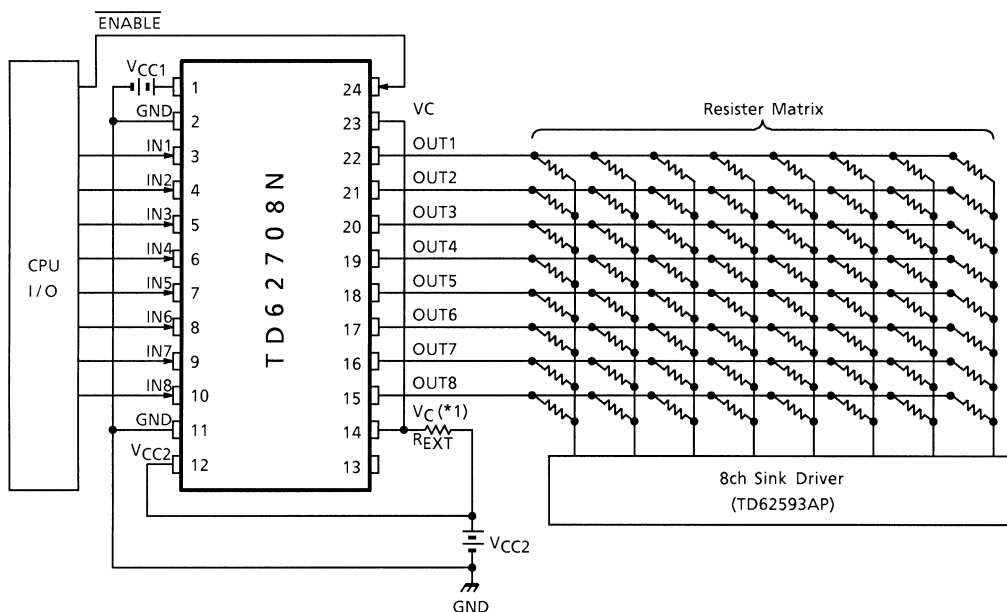 ENABLE
VCC1
GND
IN1
IN2
IN3
IN4
IN5
IN6
IN7
IN8
GND
VCC2
CPU
I/O
1
2
3
4
5
6
7
8
9
10
11
12
TD62708N
24
23
22
21
20
19
18
17
16
15
14
13
VC
OUT1
OUT2
OUT3
OUT4
OUT5
OUT6
OUT7
OUT8
VC (*1)
REXT
VCC2
GND
Resister Matrix
8ch Sink Driver
(TD62593AP)